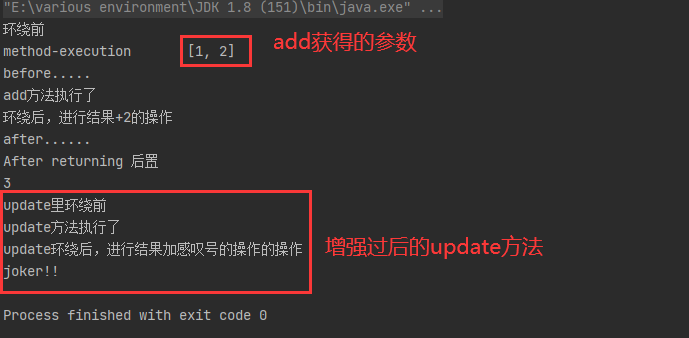 "E:\various environment\JDK 1.8 (151)\bin\java.exe" ...
环绕前
method-execution [1, 2] add获得的参数
before.....
add方法执行了
环绕后，进行结果+2的操作
after......
After returning 后置
3
update里环绕前
update方法执行了
update环绕后，进行结果加感叹号的操作的操作 增强过后的update方法
joker!!
Process finished with exit code 0